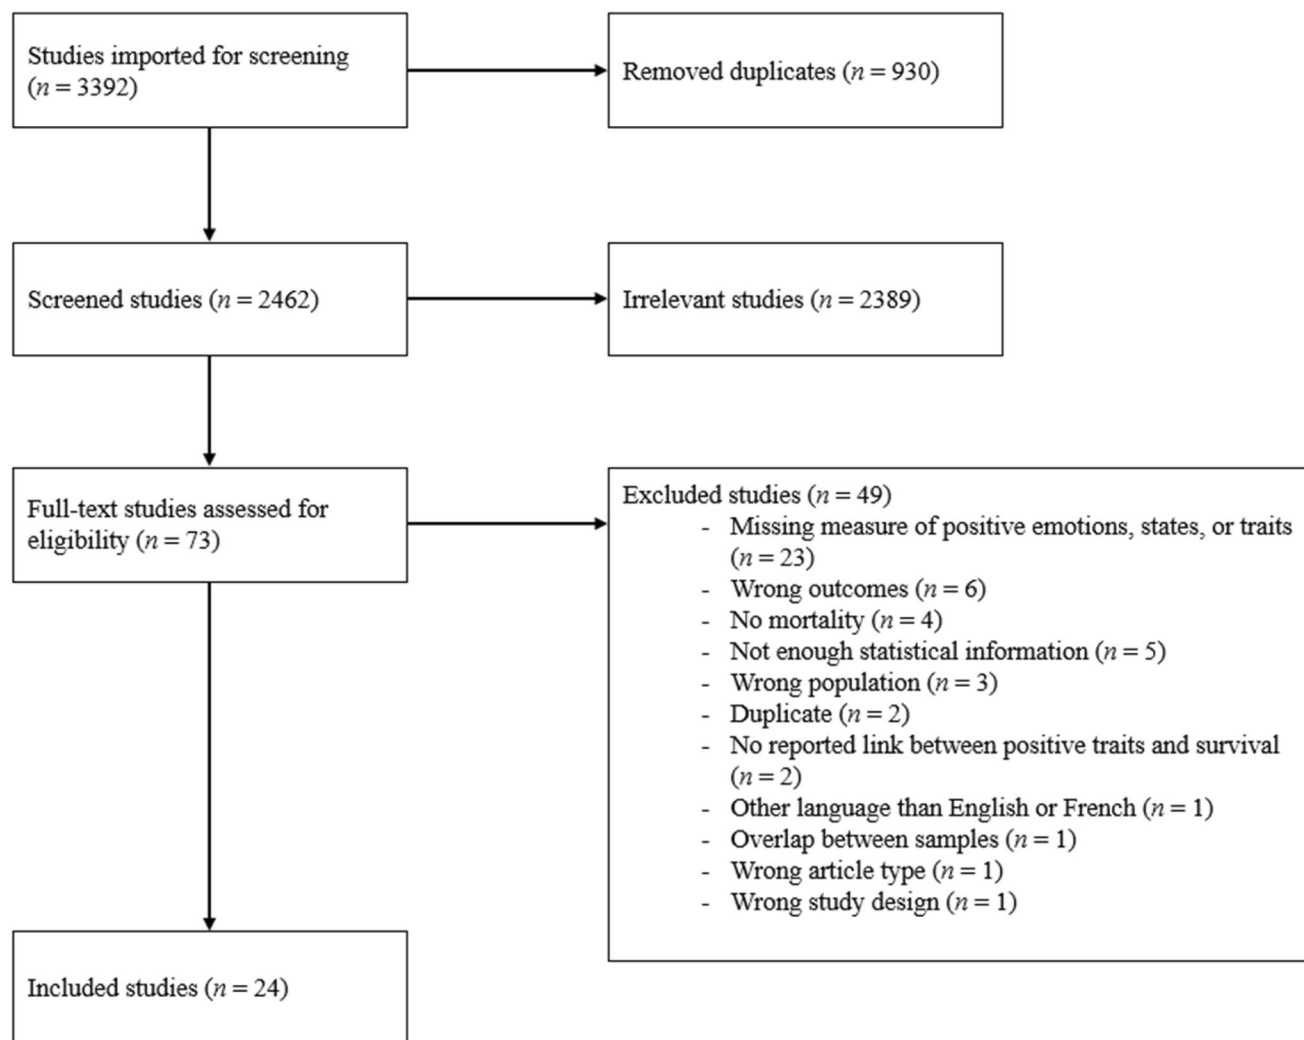 Studies imported for screening
(n = 3392)
Removed duplicates (n = 930)
Screened studies (n = 2462)
Irrelevant studies (n = 2389)
Full-text studies assessed for
eligibility (n = 73)
Excluded studies (n = 49)
- Missing measure of positive emotions, states, or traits
(n = 23)
- Wrong outcomes (n = 6)
- No mortality (n = 4)
- Not enough statistical information (n = 5)
- Wrong population (n = 3)
- Duplicate (n = 2)
- No reported link between positive traits and survival
(n = 2)
- Other language than English or French (n = 1)
- Overlap between samples (n = 1)
- Wrong article type (n = 1)
- Wrong study design (n = 1)
Included studies (n = 24)